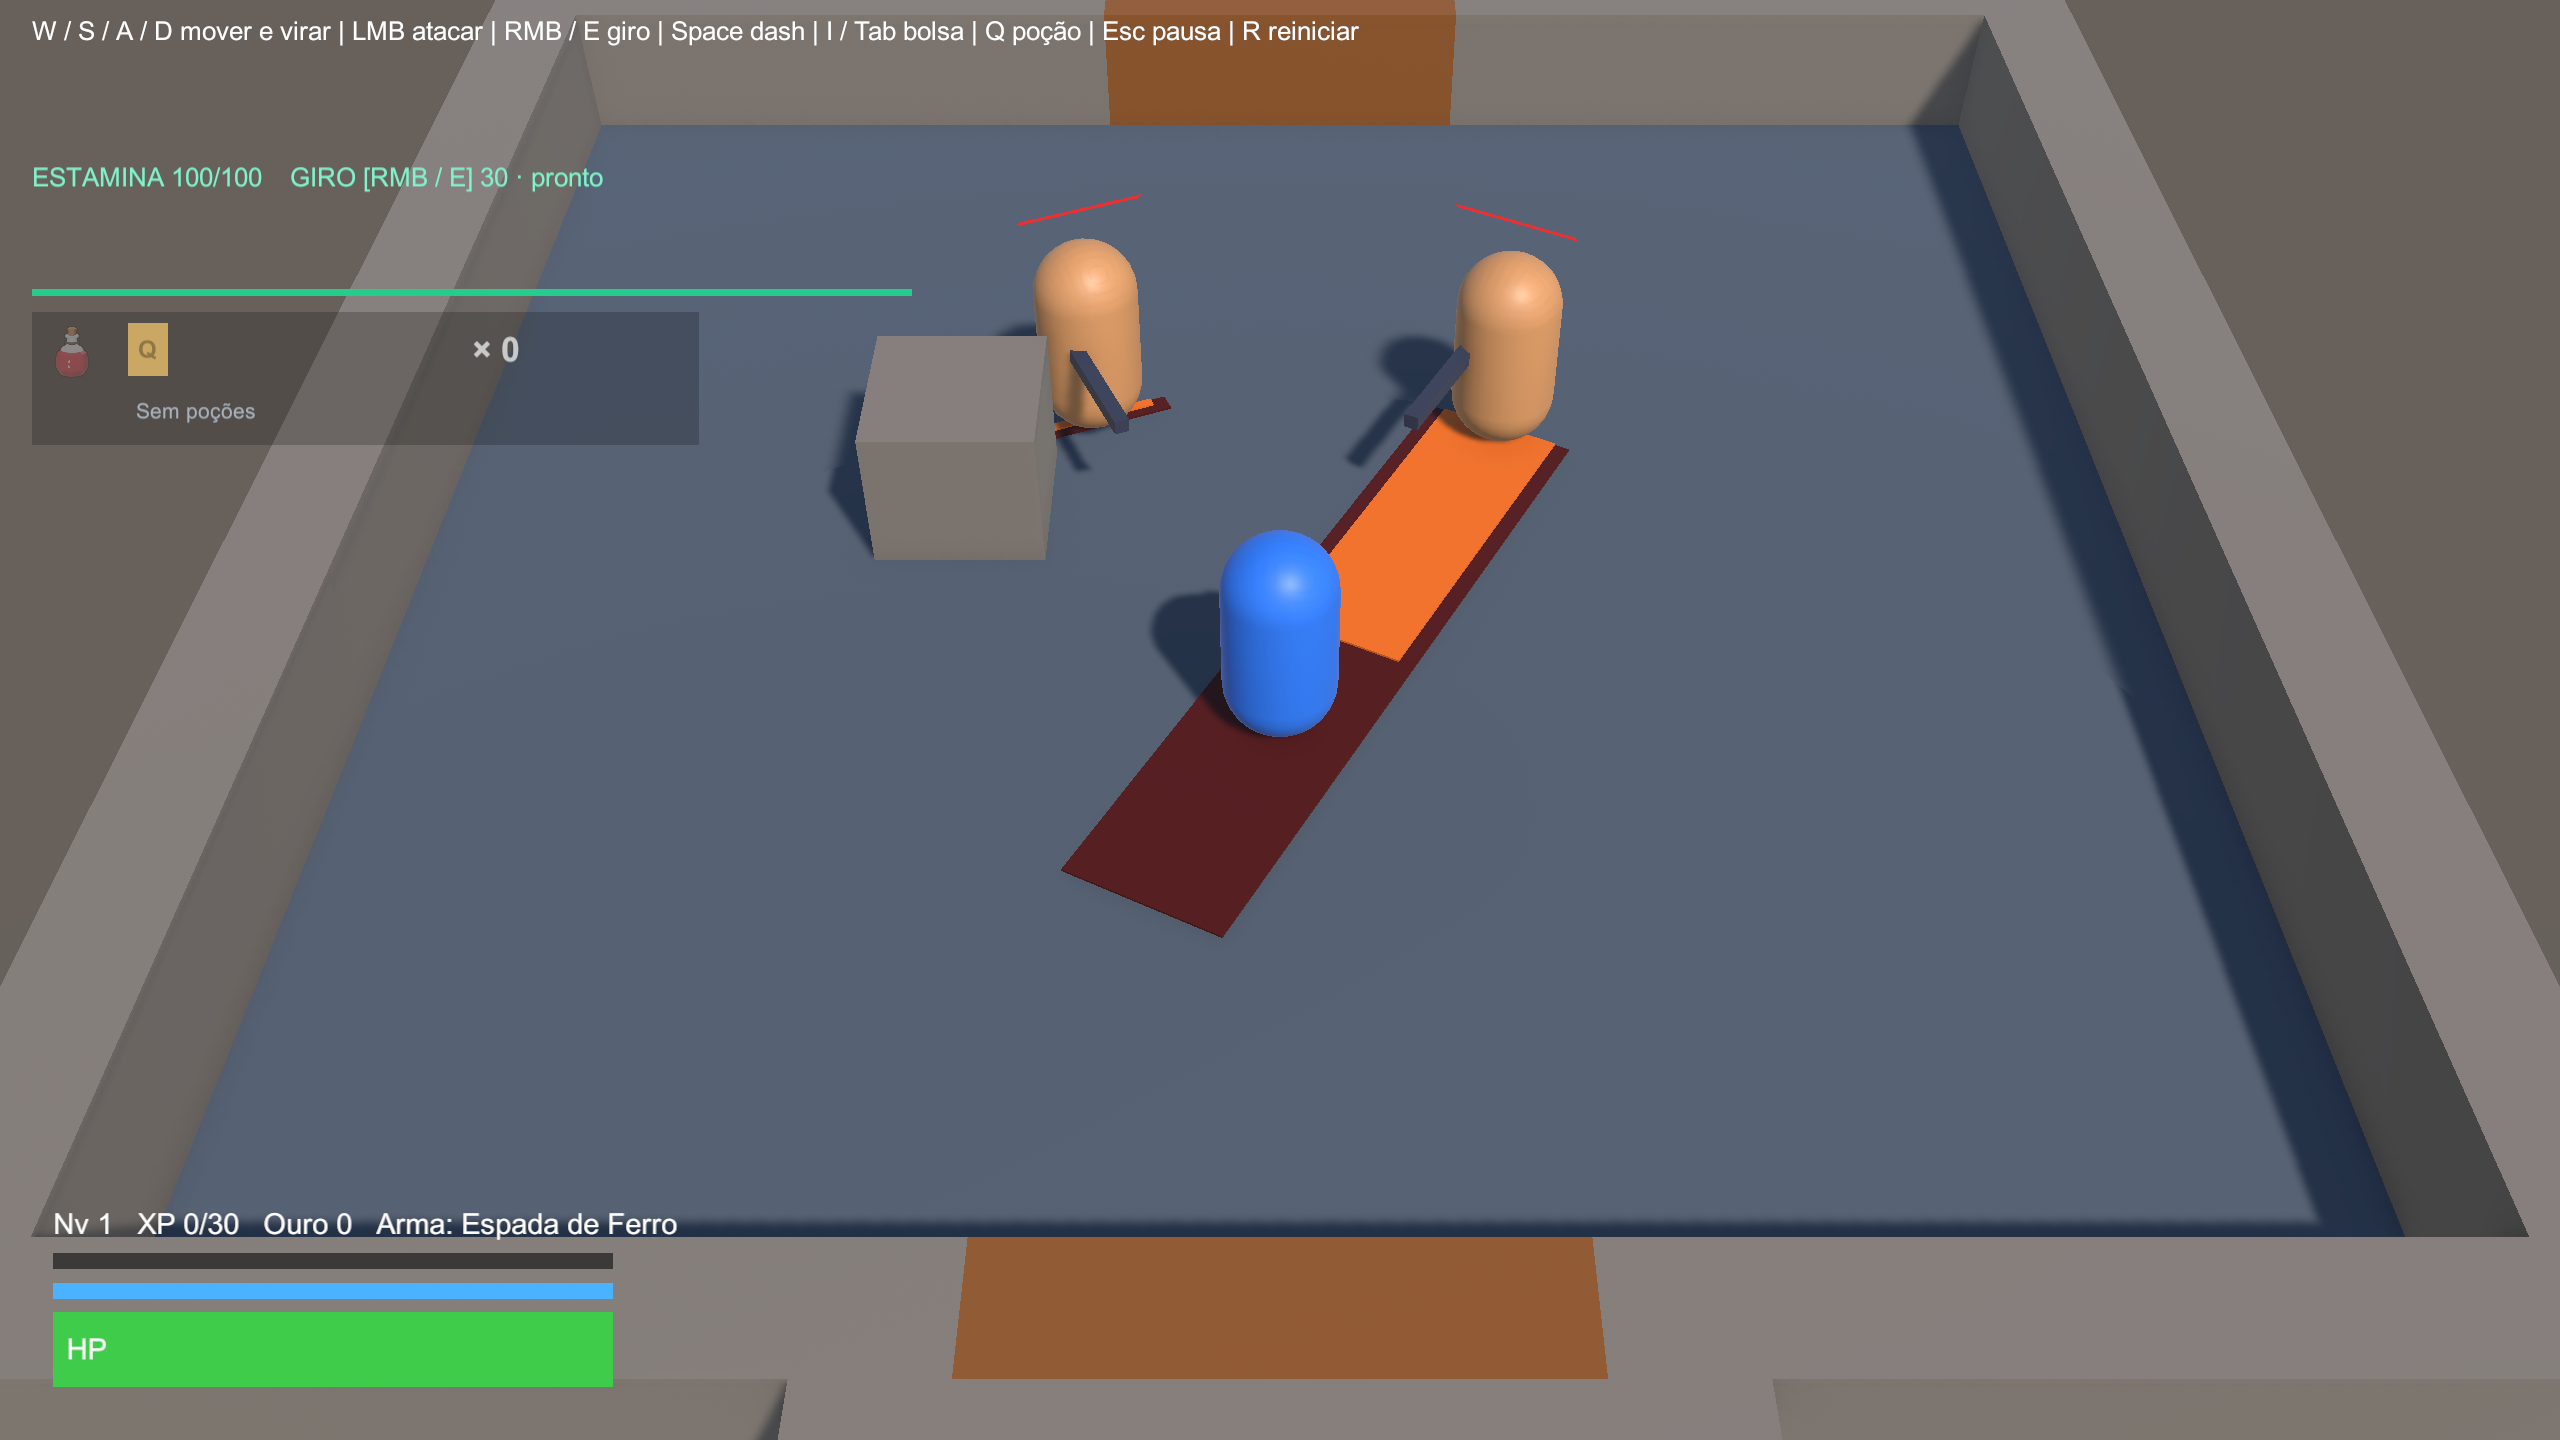 W / S / A / D mover e virar | LMB atacar | RMB / E giro | Space dash | I / Tab bolsa | Q poção | Esc pausa | R reiniciar
ESTAMINA 100/100 GIRO [RMB / E] 30 · pronto
Q × 0
Sem poções
Nv 1 XP 0/30 Ouro 0 Arma: Espada de Ferro
HP